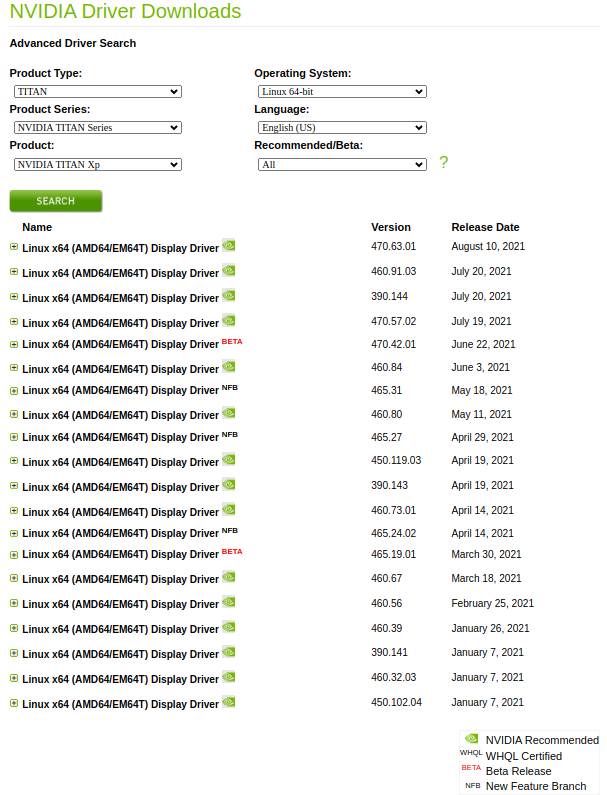 NVIDIA Driver Downloads
Advanced Driver Search
Product Type: Operating System:
TITAN Linux 64-bit
Product Series: Language:
NVIDIA TITAN Series English (US)
Product: Recommended/Beta:
NVIDIA TITAN Xp All ?
SEARCH
Name Version Release Date
Linux x64 (AMD64/EM64T) Display Driver 470.63.01 August 10, 2021
Linux x64 (AMD64/EM64T) Display Driver 460.91.03 July 20, 2021
Linux x64 (AMD64/EM64T) Display Driver 390.144 July 20, 2021
Linux x64 (AMD64/EM64T) Display Driver 470.57.02 July 19, 2021
Linux x64 (AMD64/EM64T) Display Driver BETA 470.42.01 June 22, 2021
Linux x64 (AMD64/EM64T) Display Driver 460.84 June 3, 2021
Linux x64 (AMD64/EM64T) Display Driver NFB 465.31 May 18, 2021
Linux x64 (AMD64/EM64T) Display Driver 460.80 May 11, 2021
Linux x64 (AMD64/EM64T) Display Driver NFB 465.27 April 29, 2021
Linux x64 (AMD64/EM64T) Display Driver 450.119.03 April 19, 2021
Linux x64 (AMD64/EM64T) Display Driver 390.143 April 19, 2021
Linux x64 (AMD64/EM64T) Display Driver 460.73.01 April 14, 2021
Linux x64 (AMD64/EM64T) Display Driver NFB 465.24.02 April 14, 2021
Linux x64 (AMD64/EM64T) Display Driver BETA 465.19.01 March 30, 2021
Linux x64 (AMD64/EM64T) Display Driver 460.67 March 18, 2021
Linux x64 (AMD64/EM64T) Display Driver 460.56 February 25, 2021
Linux x64 (AMD64/EM64T) Display Driver 460.39 January 26, 2021
Linux x64 (AMD64/EM64T) Display Driver 390.141 January 7, 2021
Linux x64 (AMD64/EM64T) Display Driver 460.32.03 January 7, 2021
Linux x64 (AMD64/EM64T) Display Driver 450.102.04 January 7, 2021
NVIDIA Recommended
WHQL WHQL Certified
BETA Beta Release
NFB New Feature Branch